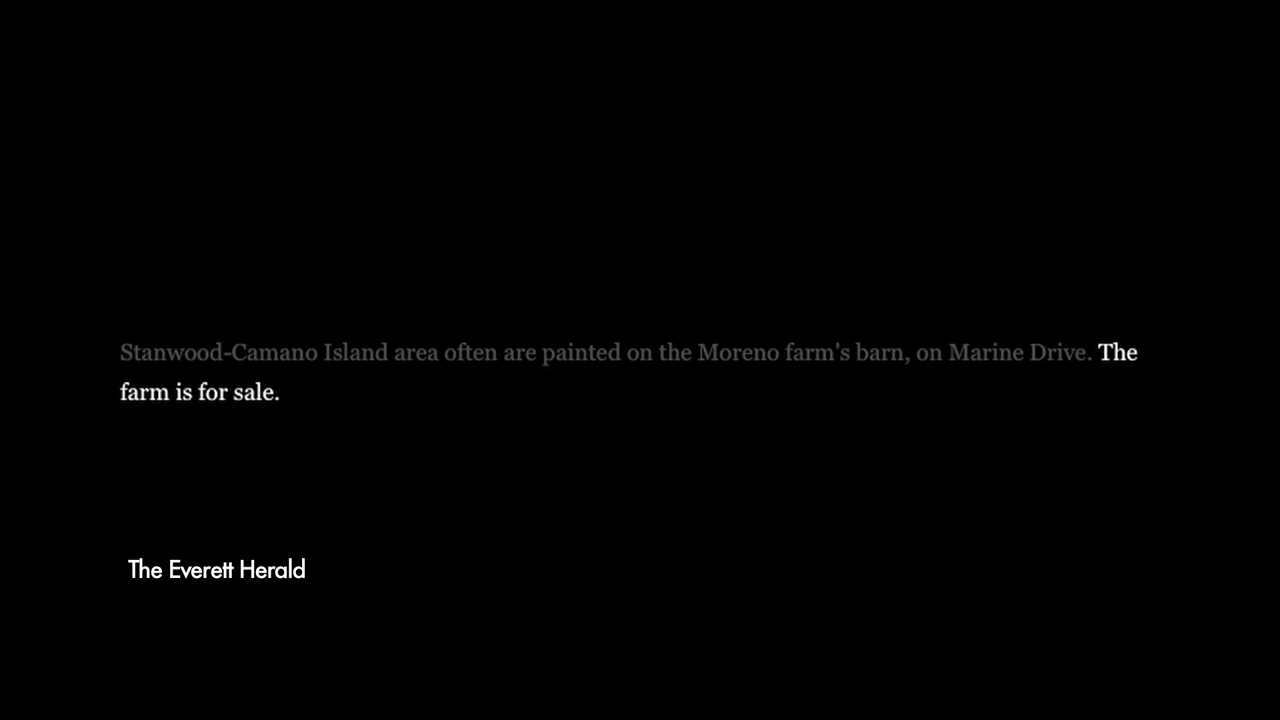 Stanwood-Camano Island area often are painted on the Moreno farm's barn, on Marine Drive. The
farm is for sale.
The Everett Herald